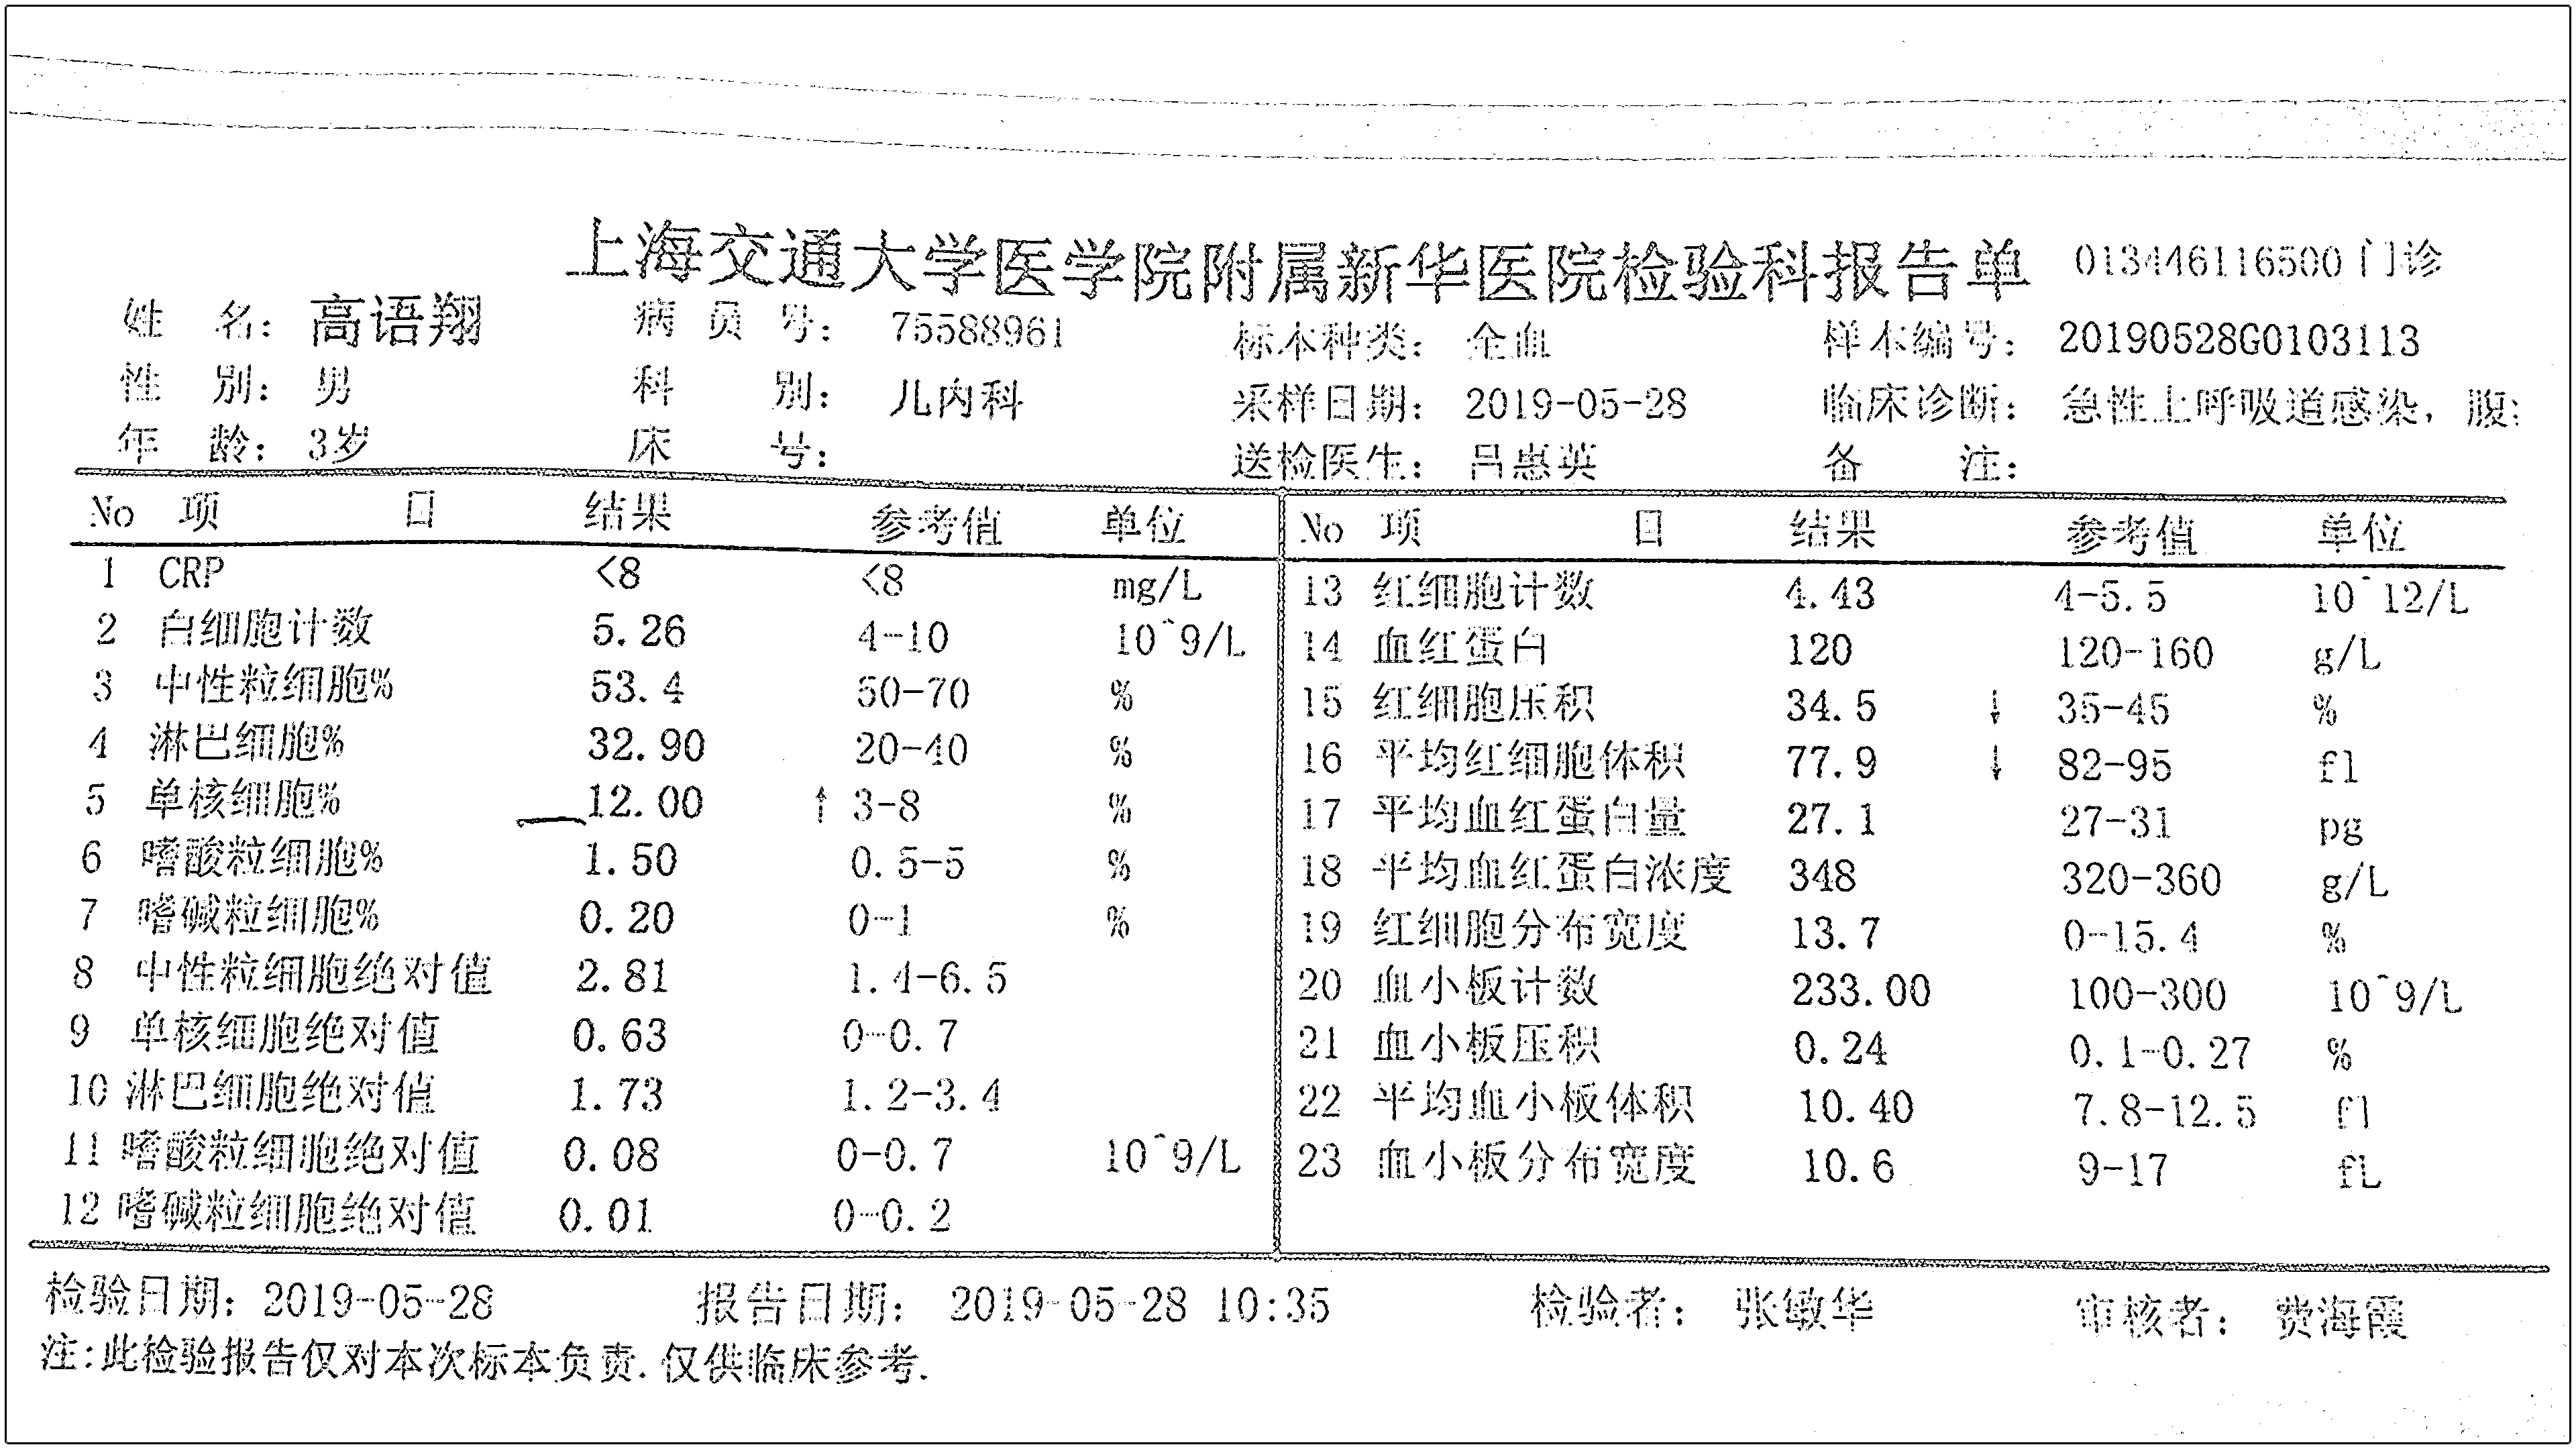 上海交通大学医学院附属新华医院检验科报告单 013446116500门诊
姓 名: 高语翔 病 员 号: 75588961 标本种类: 全血 样本编号: 20190528G0103113
性 别: 男 科 别: 儿内科 采样日期: 2019-05-28 临床诊断: 急性上呼吸道感染, 腹
年 龄: 3岁 床 号: 送检医生: 吕惠英 备 注:
No 项 目 结果 参考值 单位 No 项 目 结果 参考值 单位
1 CRP <8 <8 mg/L 13 红细胞计数 4.43 4-5.5 10^12/L
2 白细胞计数 5.26 4-10 10^9/L 14 血红蛋白 120 120-160 g/L
3 中性粒细胞% 53.4 50-70 % 15 红细胞压积 34.5 ↓ 35-45 %
4 淋巴细胞% 32.90 20-40 % 16 平均红细胞体积 77.9 ↓ 82-95 fl
5 单核细胞% 12.00 ↑ 3-8 % 17 平均血红蛋白量 27.1 27-31 pg
6 嗜酸粒细胞% 1.50 0.5-5 % 18 平均血红蛋白浓度 348 320-360 g/L
7 嗜碱粒细胞% 0.20 0-1 % 19 红细胞分布宽度 13.7 0-15.4 %
8 中性粒细胞绝对值 2.81 1.4-6.5 20 血小板计数 233.00 100-300 10^9/L
9 单核细胞绝对值 0.63 0-0.7 21 血小板压积 0.24 0.1-0.27 %
10 淋巴细胞绝对值 1.73 1.2-3.4 22 平均血小板体积 10.40 7.8-12.5 fl
11 嗜酸粒细胞绝对值 0.08 0-0.7 10^9/L 23 血小板分布宽度 10.6 9-17 fL
12 嗜碱粒细胞绝对值 0.01 0-0.2
检验日期: 2019-05-28 报告日期: 2019-05-28 10:35 检验者: 张敏华 审核者: 费海霞
注:此检验报告仅对本次标本负责.仅供临床参考.